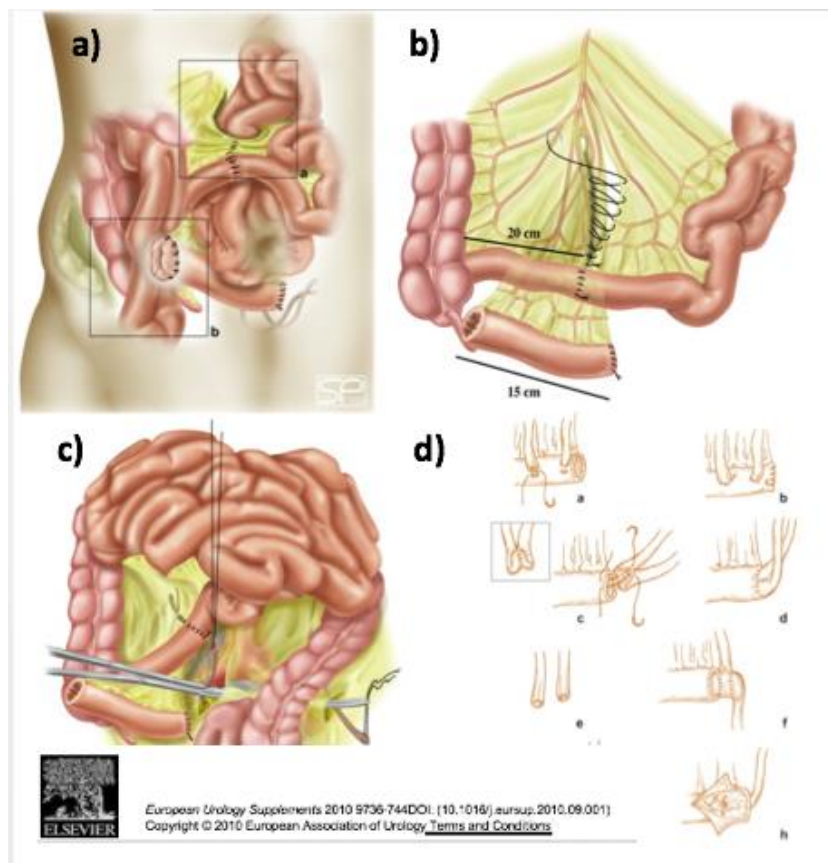 a)
b)
a
b
SP
20 cm
15 cm
c)
d)
a
b
c
d
e
f
h
ELSEVIER
European Urology Supplements 2010 9736-744DOI: (10.1016/j.eursup.2010.09.001)
Copyright © 2010 European Association of Urology Terms and Conditions